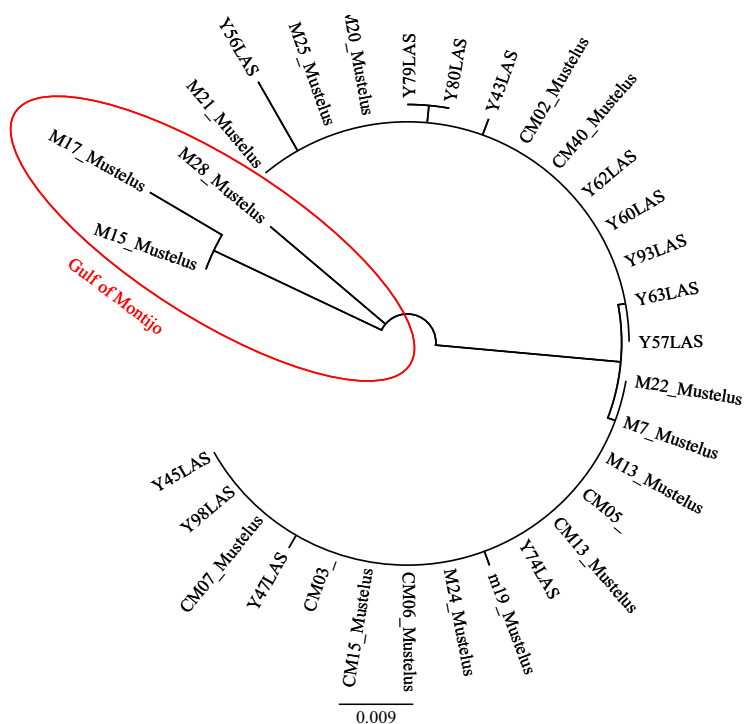 M17_Mustelus
M15_Mustelus
M28_Mustelus
Gulf of Montijo
M21_Mustelus
Y56LAS
M25_Mustelus
M20_Mustelus
Y79LAS
Y80LAS
Y43LAS
CM02_Mustelus
CM40_Mustelus
Y62LAS
Y60LAS
Y93LAS
Y63LAS
Y57LAS
M22_Mustelus
M7_Mustelus
M13_Mustelus
CM05_
CM13_Mustelus
Y74LAS
m19_Mustelus
M24_Mustelus
CM06_Mustelus
CM15_Mustelus
CM03_
Y47LAS
CM07_Mustelus
Y98LAS
Y45LAS
0.009